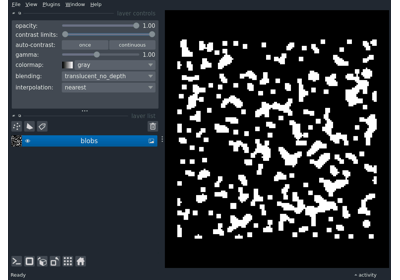 File View Plugins Window Help
layer controls
opacity: 1.00
contrast limits:
auto-contrast: once continuous
gamma: 1.00
colormap: gray
blending: translucent_no_depth
interpolation: nearest
layer list
blobs
Ready activity